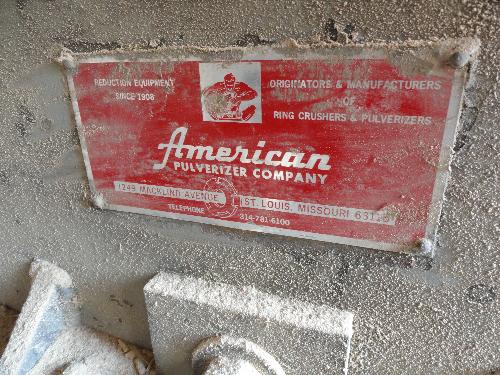 REDUCTION EQUIPMENT
SINCE 1908
ORIGINATORS & MANUFACTURERS
OF
RING CRUSHERS & PULVERIZERS
American
PULVERIZER COMPANY
1249 MACKLIND AVENUE ST. LOUIS, MISSOURI
TELEPHONE 314-781-6100